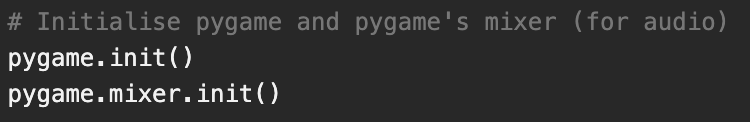 # Initialise pygame and pygame's mixer (for audio)
pygame.init()
pygame.mixer.init()